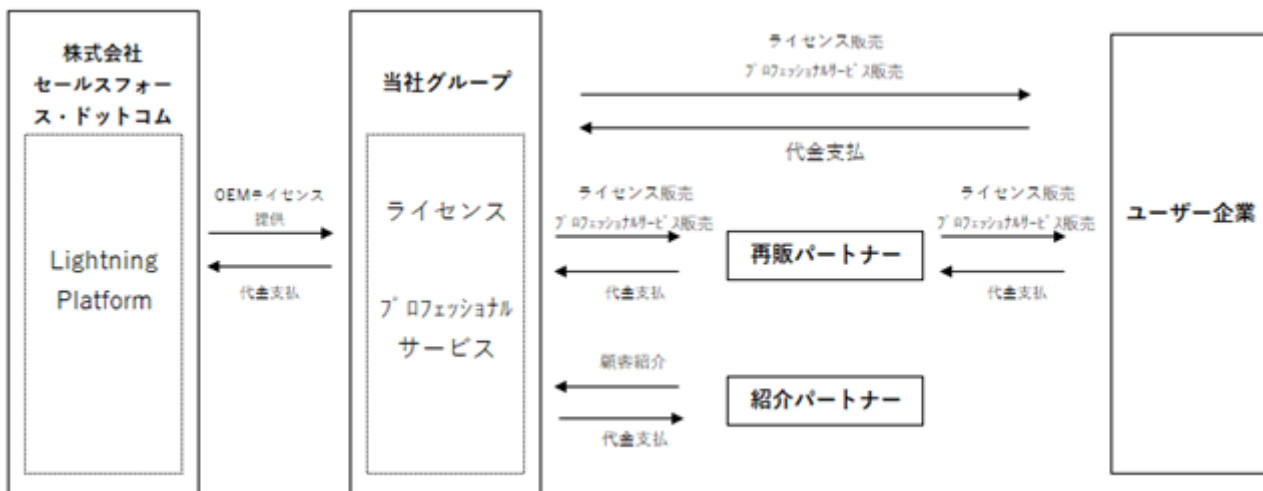 株式会社
セールスフォー
ス・ドットコム
Lightning
Platform
OEMライセンス
提供
代金支払
当社グループ
ライセンス
ﾌﾟﾛﾌｪｯｼｮﾅﾙ
サービス
ライセンス販売
ﾌﾟﾛﾌｪｯｼｮﾅﾙｻｰﾋﾞｽ販売
代金支払
ライセンス販売
ﾌﾟﾛﾌｪｯｼｮﾅﾙｻｰﾋﾞｽ販売
代金支払
再販パートナー
ライセンス販売
ﾌﾟﾛﾌｪｯｼｮﾅﾙｻｰﾋﾞｽ販売
代金支払
顧客紹介
代金支払
紹介パートナー
ユーザー企業